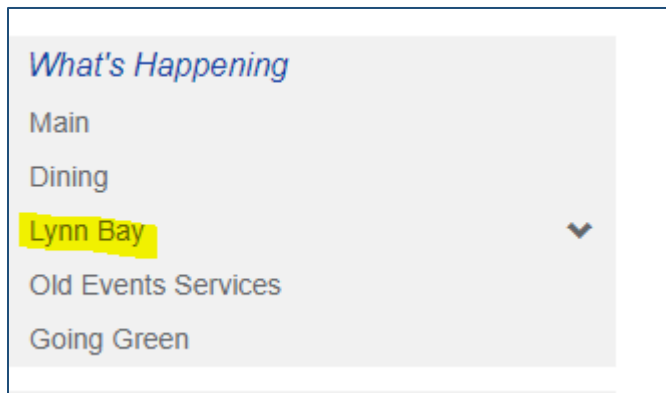 What's Happening
Main
Dining
Lynn Bay
Old Events Services
Going Green